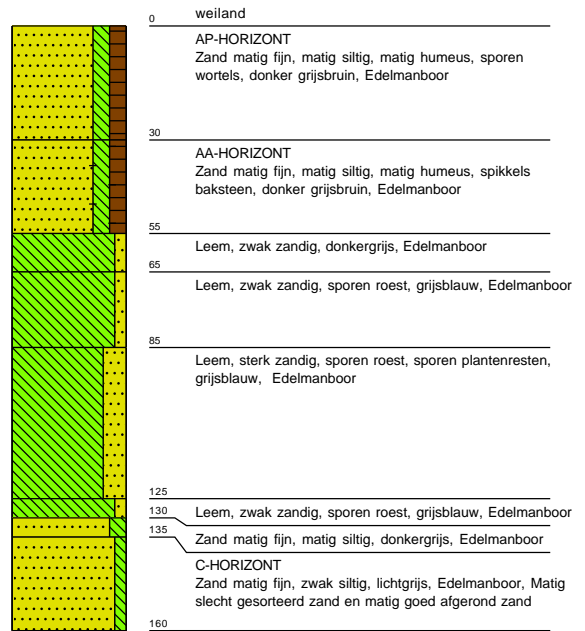 0 weiland
AP-HORIZONT
Zand matig fijn, matig siltig, matig humeus, sporen
wortels, donker grijsbruin, Edelmanboor
30
AA-HORIZONT
Zand matig fijn, matig siltig, matig humeus, spikkels
baksteen, donker grijsbruin, Edelmanboor
55
Leem, zwak zandig, donkergrijs, Edelmanboor
65
Leem, zwak zandig, sporen roest, grijsblauw, Edelmanboor
85
Leem, sterk zandig, sporen roest, sporen plantenresten,
grijsblauw, Edelmanboor
125
Leem, zwak zandig, sporen roest, grijsblauw, Edelmanboor
130
Zand matig fijn, matig siltig, donkergrijs, Edelmanboor
135
C-HORIZONT
Zand matig fijn, zwak siltig, lichtgrijs, Edelmanboor, Matig
slecht gesorteerd zand en matig goed afgerond zand
160